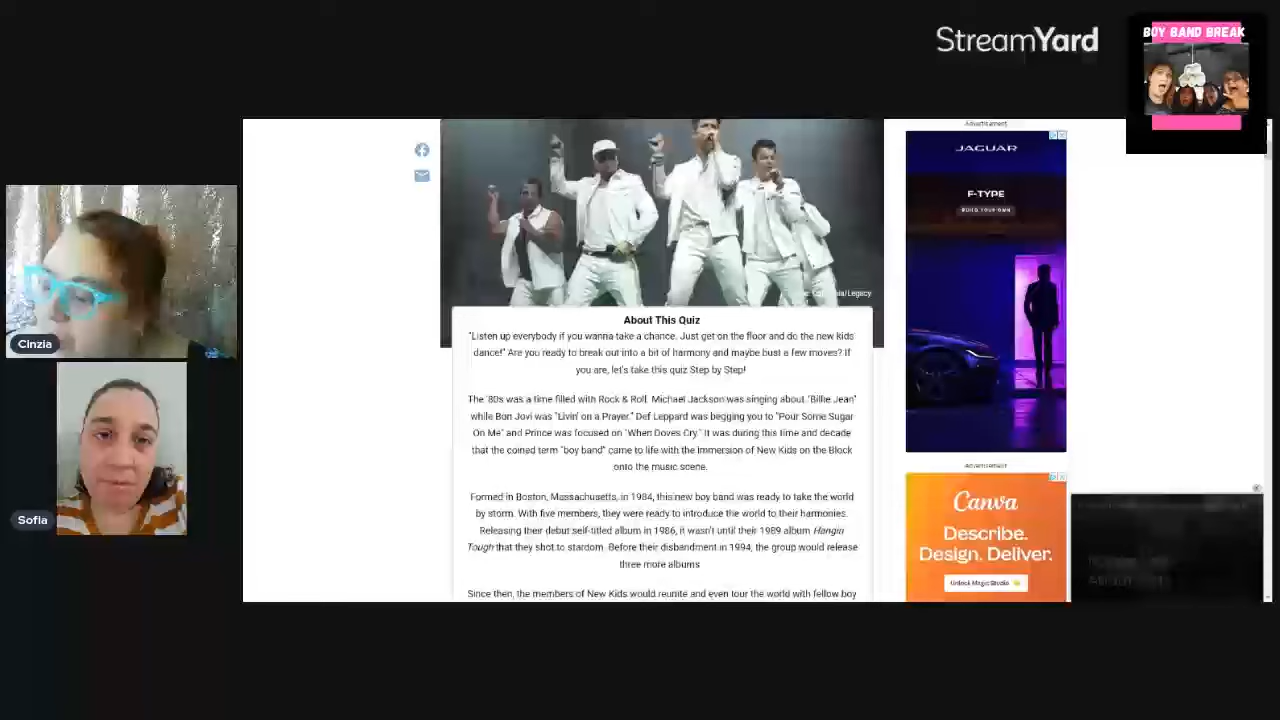 StreamYard
BOY BAND BREAK
Advertisement
JAGUAR
F-TYPE
BUILD YOUR OWN
Legacy
About This Quiz
"Listen up everybody if you wanna take a chance. Just get on the floor and do the new kids
dance!" Are you ready to break out into a bit of harmony and maybe bust a few moves? If
you are, let's take this quiz Step by Step!
The '80s was a time filled with Rock & Roll. Michael Jackson was singing about "Billie Jean"
while Bon Jovi was "Livin' on a Prayer." Def Leppard was begging you to "Pour Some Sugar
On Me" and Prince was focused on "When Doves Cry." It was during this time and decade
that the coined term "boy band" came to life with the immersion of New Kids on the Block
onto the music scene.
Formed in Boston, Massachusetts, in 1984, this new boy band was ready to take the world
by storm. With five members, they were ready to introduce the world to their harmonies.
Releasing their debut self-titled album in 1986, it wasn't until their 1989 album Hangin
Tough that they shot to stardom. Before their disbandment in 1994, the group would release
three more albums
Since then, the members of New Kids would reunite and even tour the world with fellow boy
Advertisement
Canva
Describe.
Design. Deliver.
Unlock Magic Studio
Cinzia
Sofia